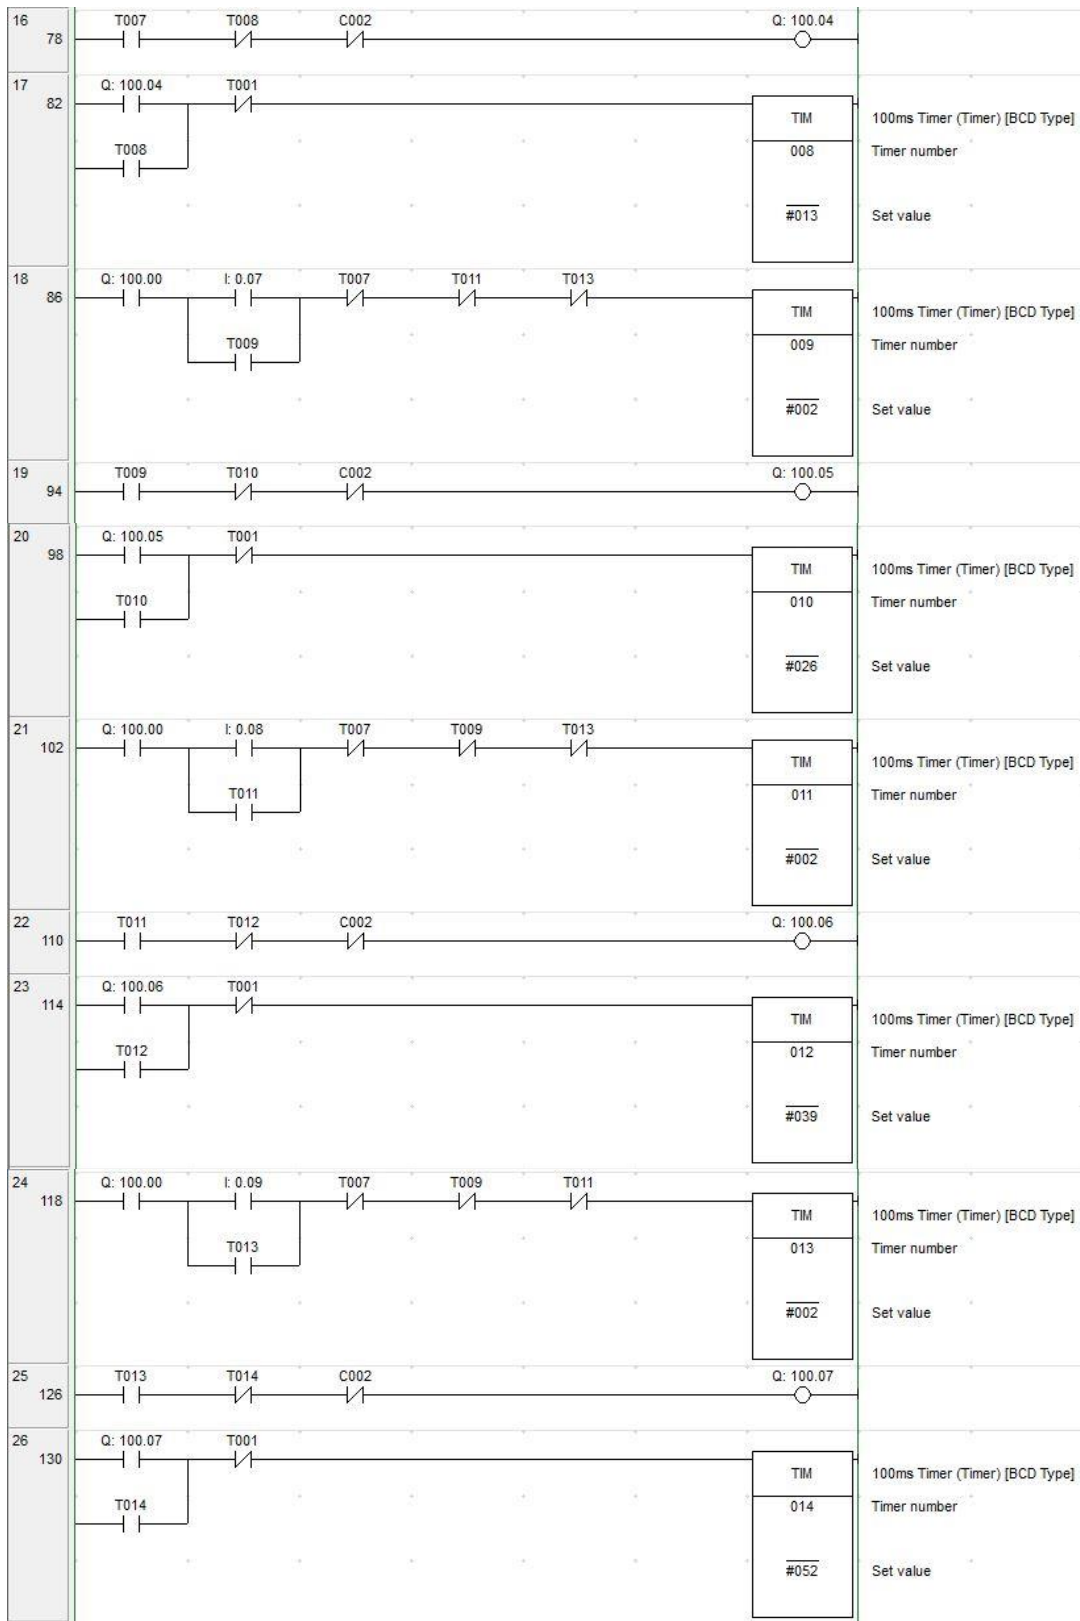 16 T007 T008 C002 Q: 100.04
78
17 Q: 100.04 T001
82
TIM 100ms Timer (Timer) [BCD Type]
T008 008 Timer number
#013 Set value
18 Q: 100.00 I: 0.07 T007 T011 T013
86
TIM 100ms Timer (Timer) [BCD Type]
T009 009 Timer number
#002 Set value
19 T009 T010 C002 Q: 100.05
94
20 Q: 100.05 T001
98
TIM 100ms Timer (Timer) [BCD Type]
T010 010 Timer number
#026 Set value
21 Q: 100.00 I: 0.08 T007 T009 T013
102
TIM 100ms Timer (Timer) [BCD Type]
T011 011 Timer number
#002 Set value
22 T011 T012 C002 Q: 100.06
110
23 Q: 100.06 T001
114
TIM 100ms Timer (Timer) [BCD Type]
T012 012 Timer number
#039 Set value
24 Q: 100.00 I: 0.09 T007 T009 T011
118
TIM 100ms Timer (Timer) [BCD Type]
T013 013 Timer number
#002 Set value
25 T013 T014 C002 Q: 100.07
126
26 Q: 100.07 T001
130
TIM 100ms Timer (Timer) [BCD Type]
T014 014 Timer number
#052 Set value